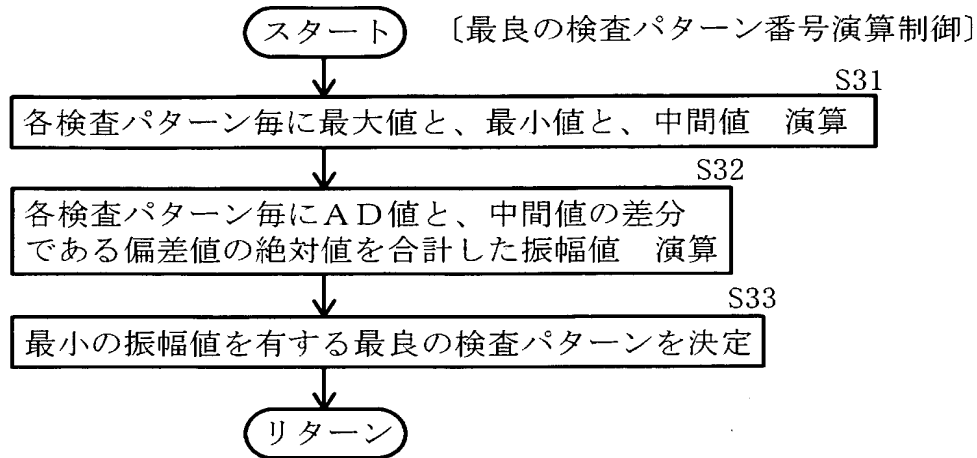 スタート 〔最良の検査パターン番号演算制御〕
S31
各検査パターン毎に最大値と、最小値と、中間値　演算
S32
各検査パターン毎にＡＤ値と、中間値の差分
である偏差値の絶対値を合計した振幅値　演算
S33
最小の振幅値を有する最良の検査パターンを決定
リターン